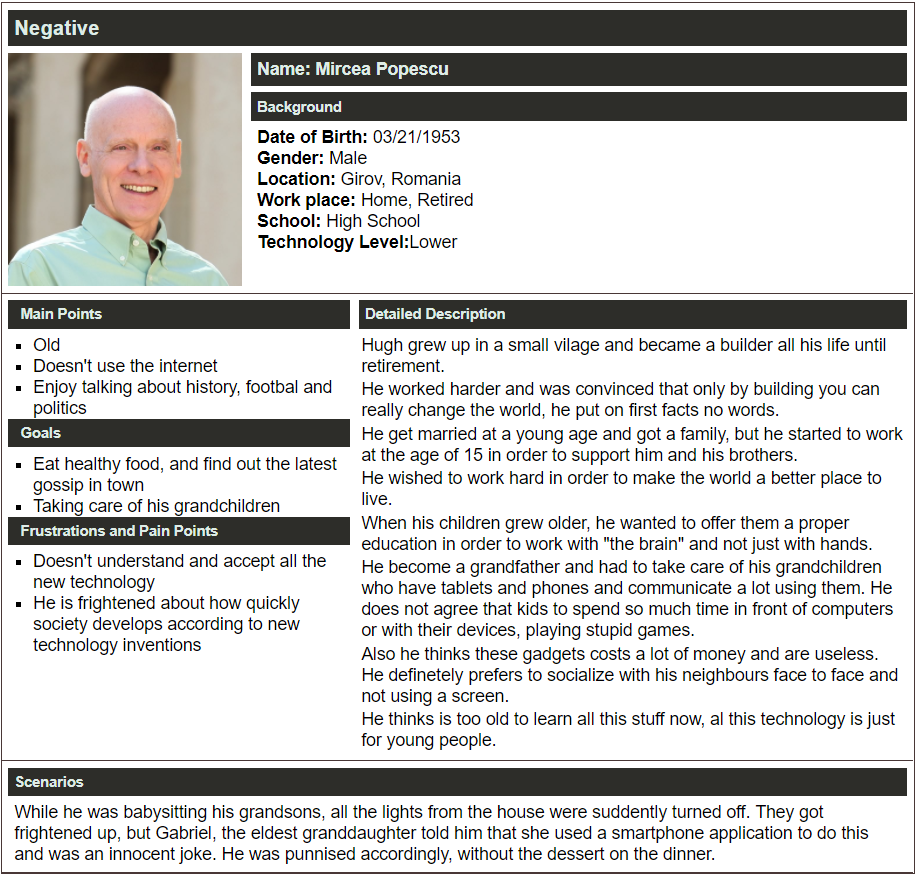 Negative
Name: Mircea Popescu
Background
Date of Birth: 03/21/1953
Gender: Male
Location: Girov, Romania
Work place: Home, Retired
School: High School
Technology Level:Lower
Main Points
Old
Doesn't use the internet
Enjoy talking about history, footbal and
politics
Goals
Eat healthy food, and find out the latest
gossip in town
Taking care of his grandchildren
Frustrations and Pain Points
Doesn't understand and accept all the
new technology
He is frightened about how quickly
society develops according to new
technology inventions
Detailed Description
Hugh grew up in a small vilage and became a builder all his life until
retirement.
He worked harder and was convinced that only by building you can
really change the world, he put on first facts no words.
He get married at a young age and got a family, but he started to work
at the age of 15 in order to support him and his brothers.
He wished to work hard in order to make the world a better place to
live.
When his children grew older, he wanted to offer them a proper
education in order to work with "the brain" and not just with hands.
He become a grandfather and had to take care of his grandchildren
who have tablets and phones and communicate a lot using them. He
does not agree that kids to spend so much time in front of computers
or with their devices, playing stupid games.
Also he thinks these gadgets costs a lot of money and are useless.
He definetely prefers to socialize with his neighbours face to face and
not using a screen.
He thinks is too old to learn all this stuff now, al this technology is just
for young people.
Scenarios
While he was babysitting his grandsons, all the lights from the house were suddently turned off. They got
frightened up, but Gabriel, the eldest granddaughter told him that she used a smartphone application to do this
and was an innocent joke. He was punnised accordingly, without the dessert on the dinner.